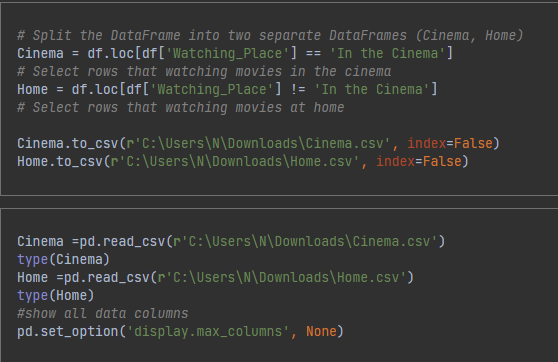 # Split the DataFrame into two separate DataFrames (Cinema, Home)
Cinema = df.loc[df['Watching_Place'] == 'In the Cinema']
# Select rows that watching movies in the cinema
Home = df.loc[df['Watching_Place'] != 'In the Cinema']
# Select rows that watching movies at home
Cinema.to_csv(r'C:\Users\N\Downloads\Cinema.csv', index=False)
Home.to_csv(r'C:\Users\N\Downloads\Home.csv', index=False)
Cinema =pd.read_csv(r'C:\Users\N\Downloads\Cinema.csv')
type(Cinema)
Home =pd.read_csv(r'C:\Users\N\Downloads\Home.csv')
type(Home)
#show all data columns
pd.set_option('display.max_columns', None)